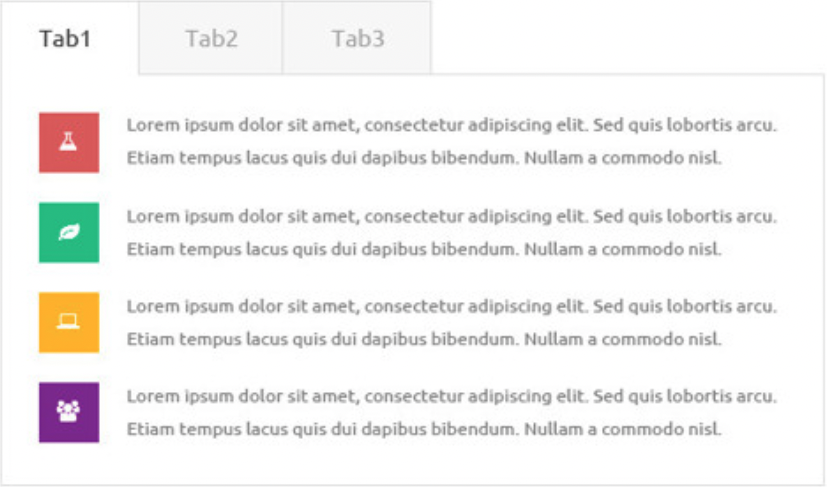 Tab1 Tab2 Tab3
Lorem ipsum dolor sit amet, consectetur adipiscing elit. Sed quis lobortis arcu.
Etiam tempus lacus quis dui dapibus bibendum. Nullam a commodo nisl.
Lorem ipsum dolor sit amet, consectetur adipiscing elit. Sed quis lobortis arcu.
Etiam tempus lacus quis dui dapibus bibendum. Nullam a commodo nisl.
Lorem ipsum dolor sit amet, consectetur adipiscing elit. Sed quis lobortis arcu.
Etiam tempus lacus quis dui dapibus bibendum. Nullam a commodo nisl.
Lorem ipsum dolor sit amet, consectetur adipiscing elit. Sed quis lobortis arcu.
Etiam tempus lacus quis dui dapibus bibendum. Nullam a commodo nisl.